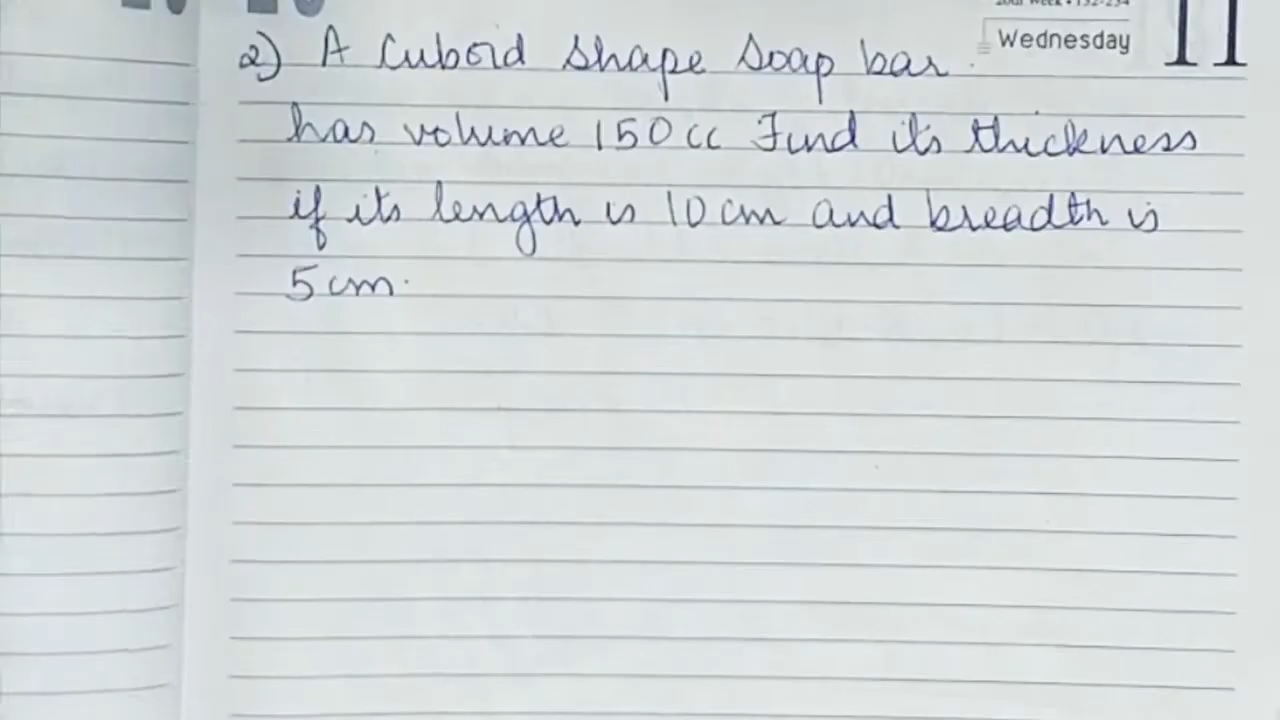 Wednesday
11
2) A Cuboid shape soap bar
has volume 150 cc Find its thickness
if its length is 10 cm and breadth is
5 cm.